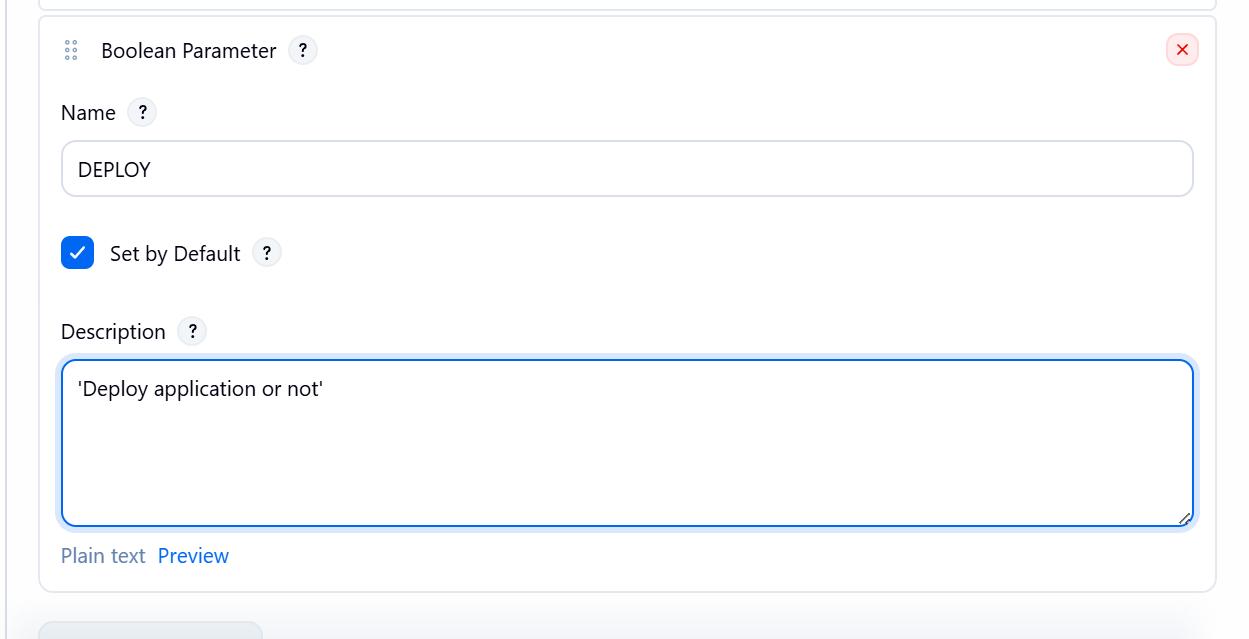 Boolean Parameter ?
Name ?
DEPLOY
Set by Default ?
Description ?
'Deploy application or not'
Plain text Preview